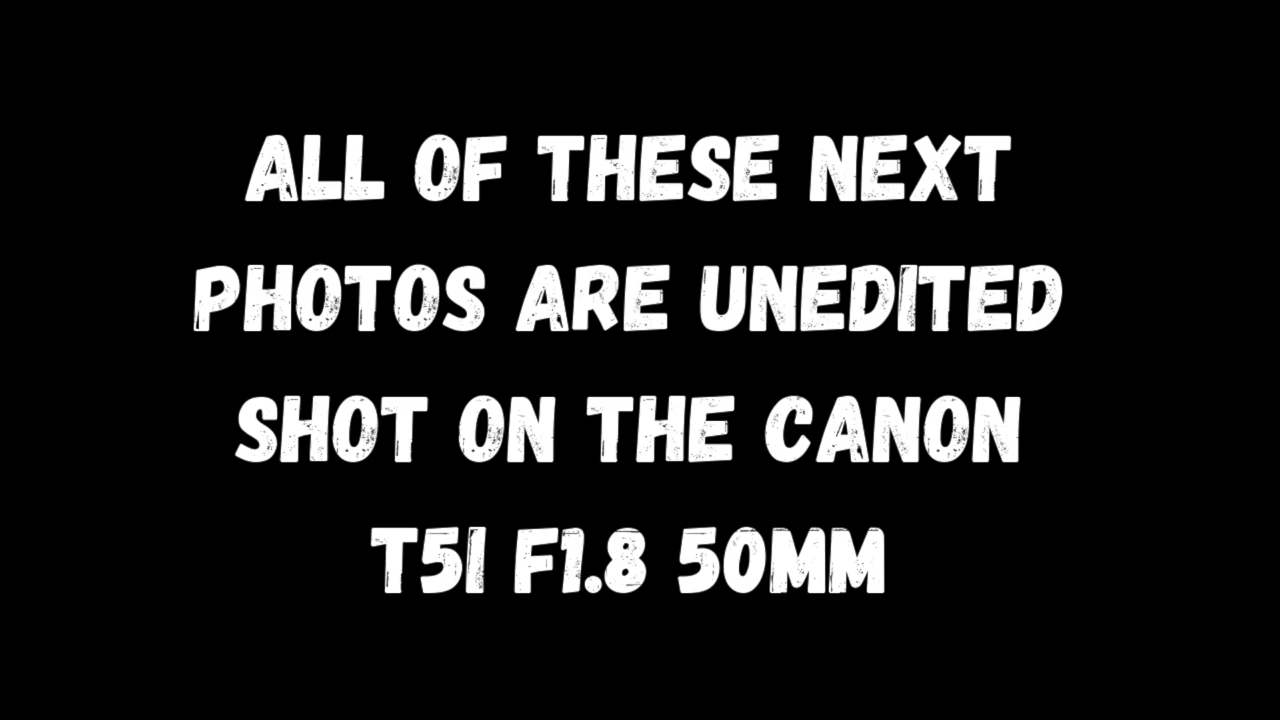 ALL OF THESE NEXT
PHOTOS ARE UNEDITED
SHOT ON THE CANON
T5I F1.8 50MM